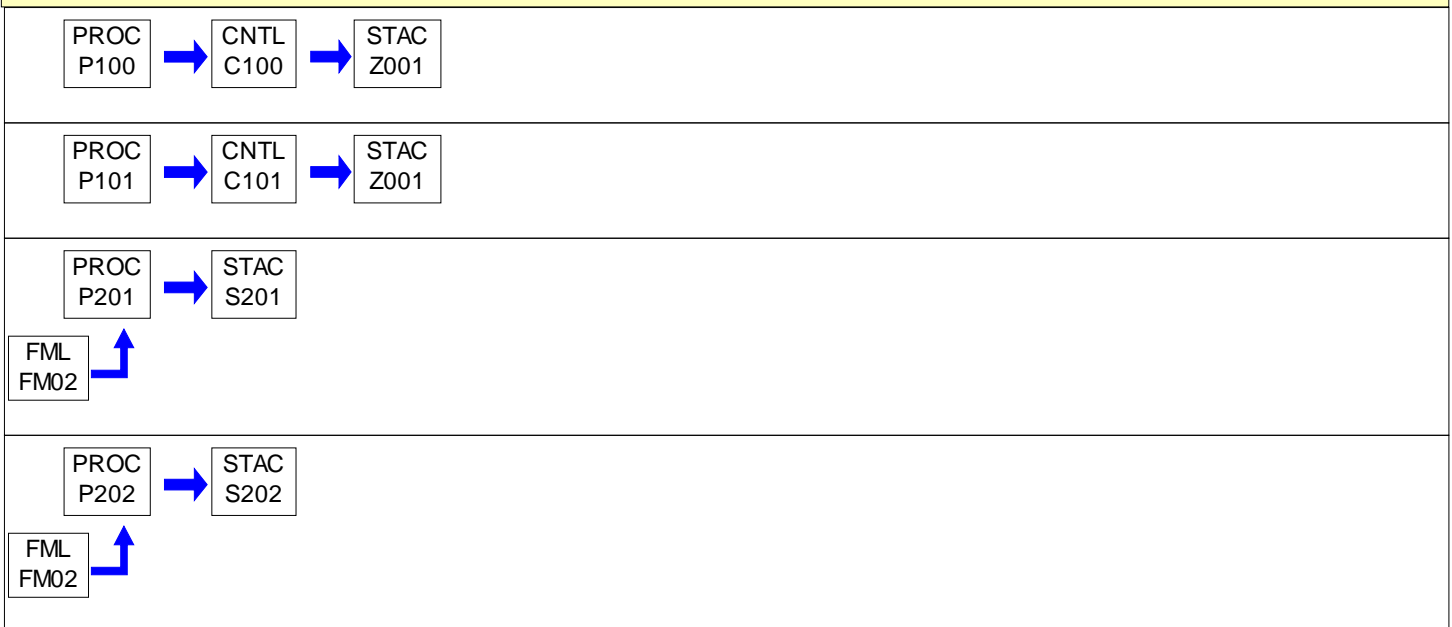 PROC
P100
CNTL
C100
STAC
Z001
PROC
P101
CNTL
C101
STAC
Z001
PROC
P201
STAC
S201
FML
FM02
PROC
P202
STAC
S202
FML
FM02